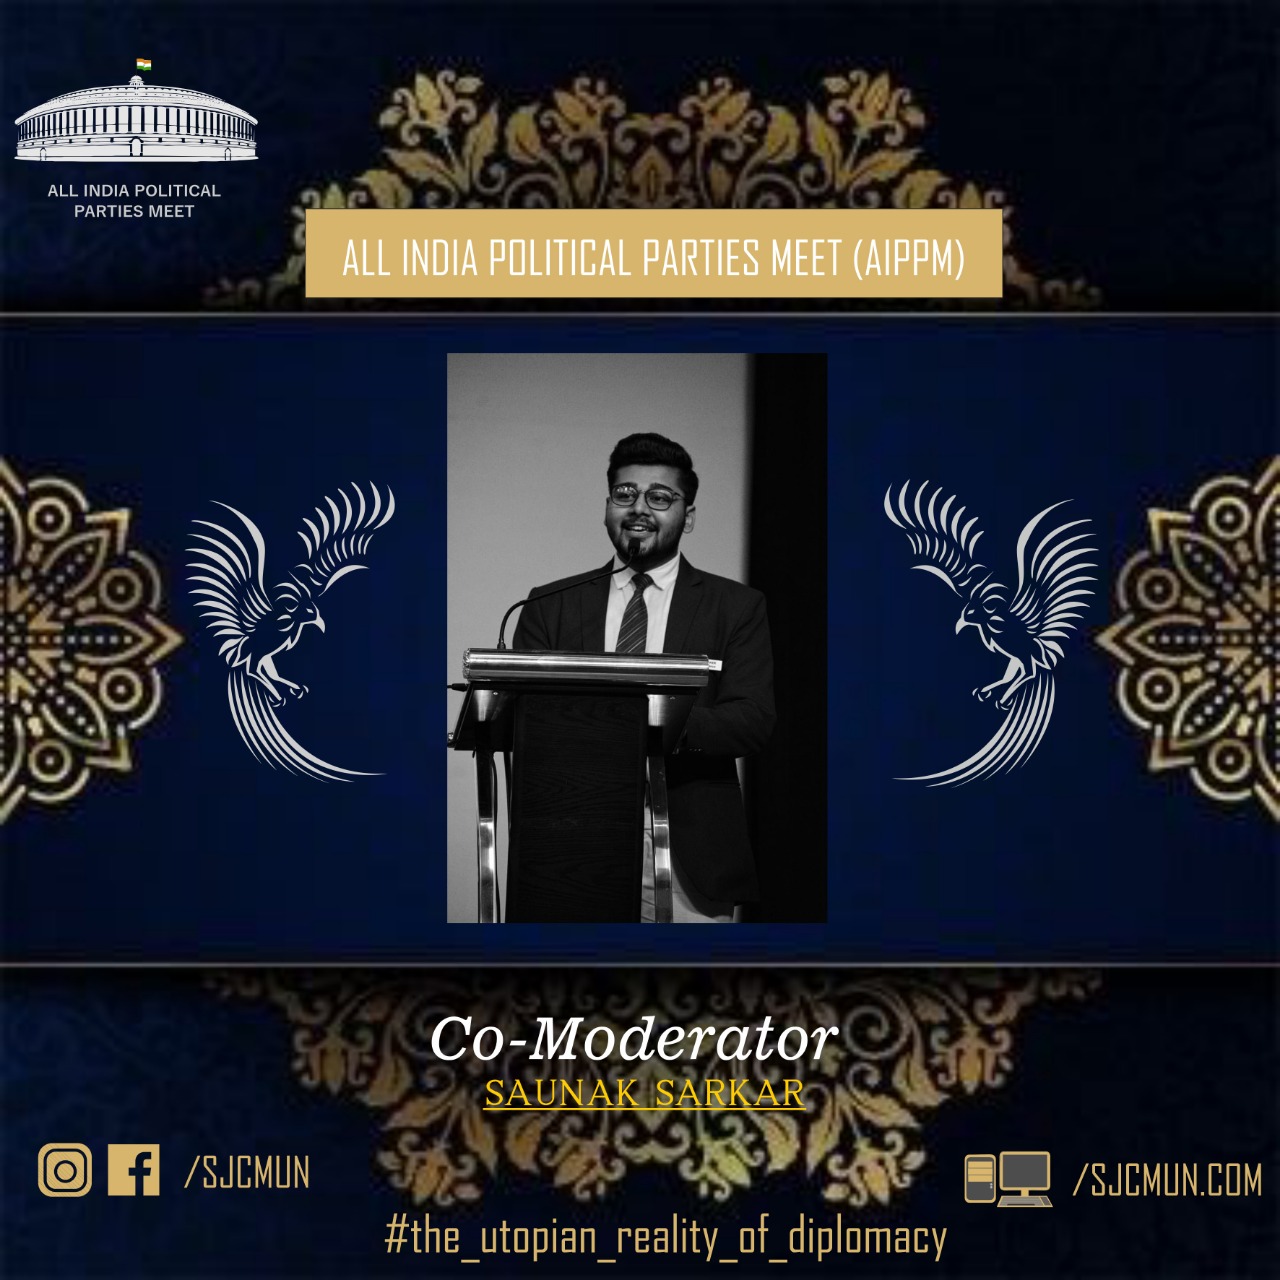 ALL INDIA POLITICAL
PARTIES MEET
ALL INDIA POLITICAL PARTIES MEET (AIPPM)
Co-Moderator
SAUNAK SARKAR
/SJCMUN
/SJCMUN.COM
#the_utopian_reality_of_diplomacy